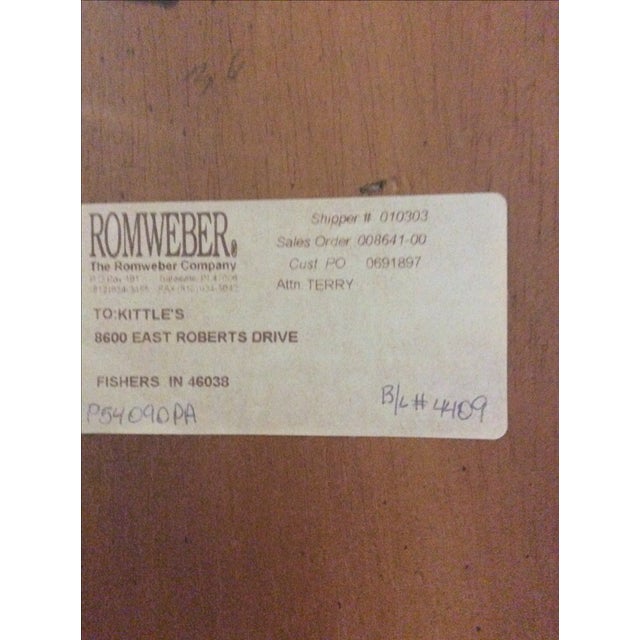 ROMWEBER®
The Romweber Company
Shipper # 010303
Sales Order 008641-00
Cust PO 0691897
Attn TERRY
TO:KITTLE'S
8600 EAST ROBERTS DRIVE
FISHERS IN 46038
P54090PA
B/L# 4409